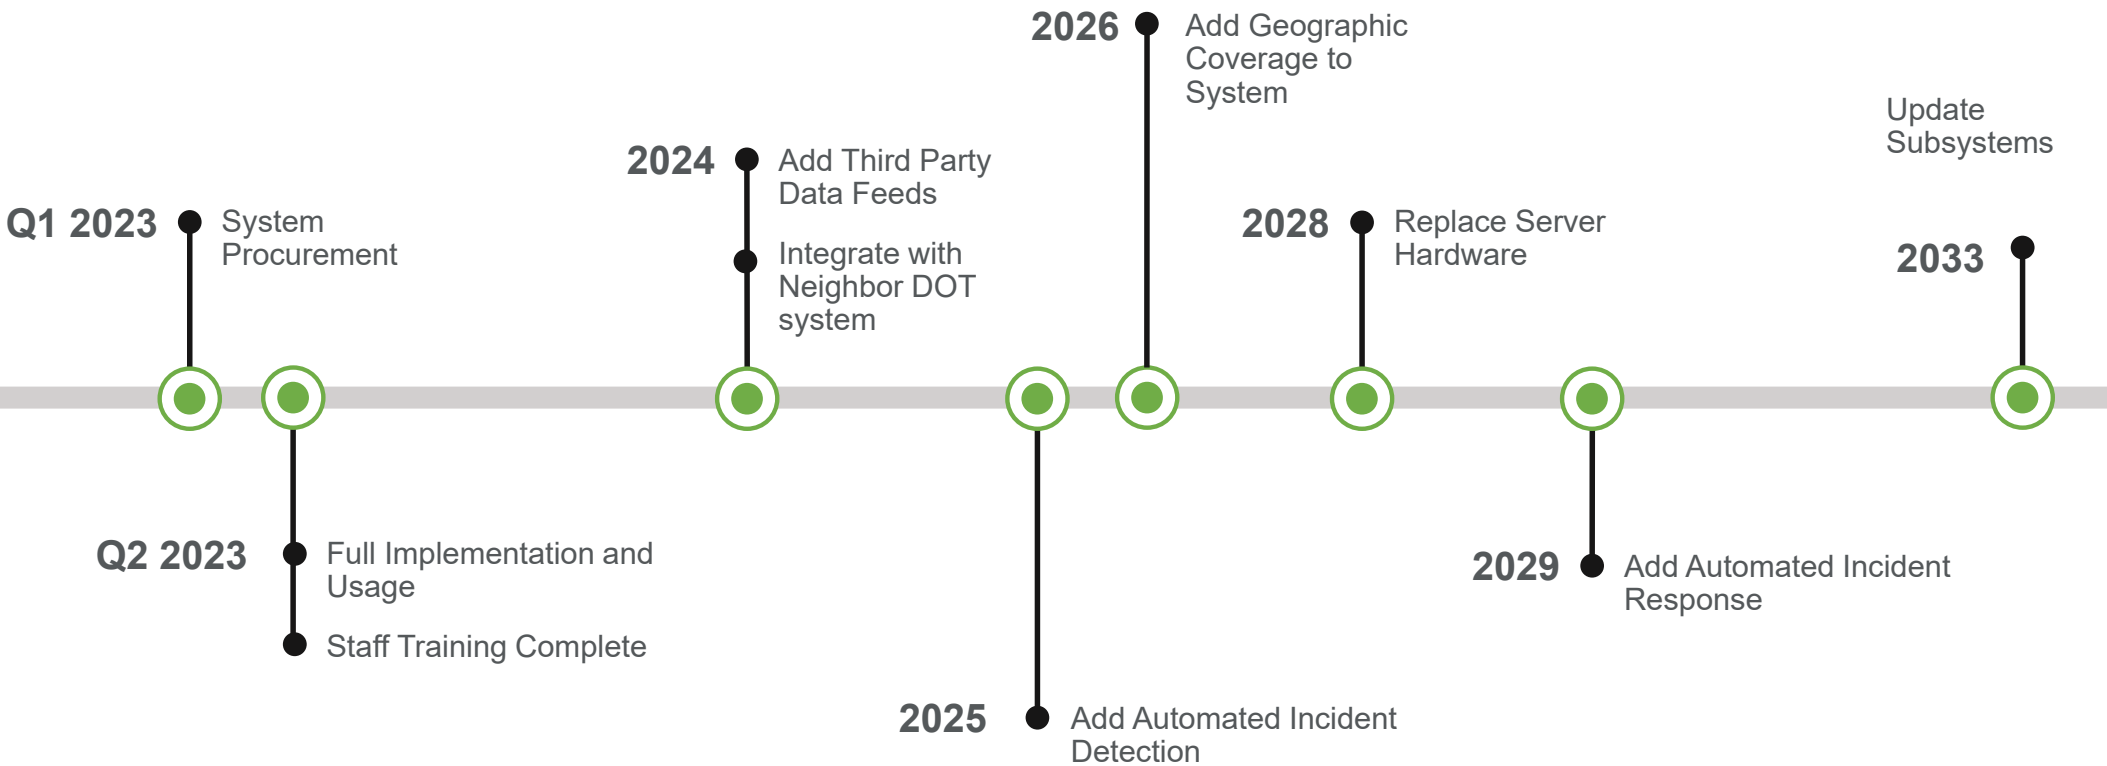 Q1 2023
System
Procurement
Q2 2023
Full Implementation and
Usage
Staff Training Complete
2024
Add Third Party
Data Feeds
Integrate with
Neighbor DOT
system
2025
Add Automated Incident
Detection
2026
Add Geographic
Coverage to
System
2028
Replace Server
Hardware
2029
Add Automated Incident
Response
2033
Update
Subsystems